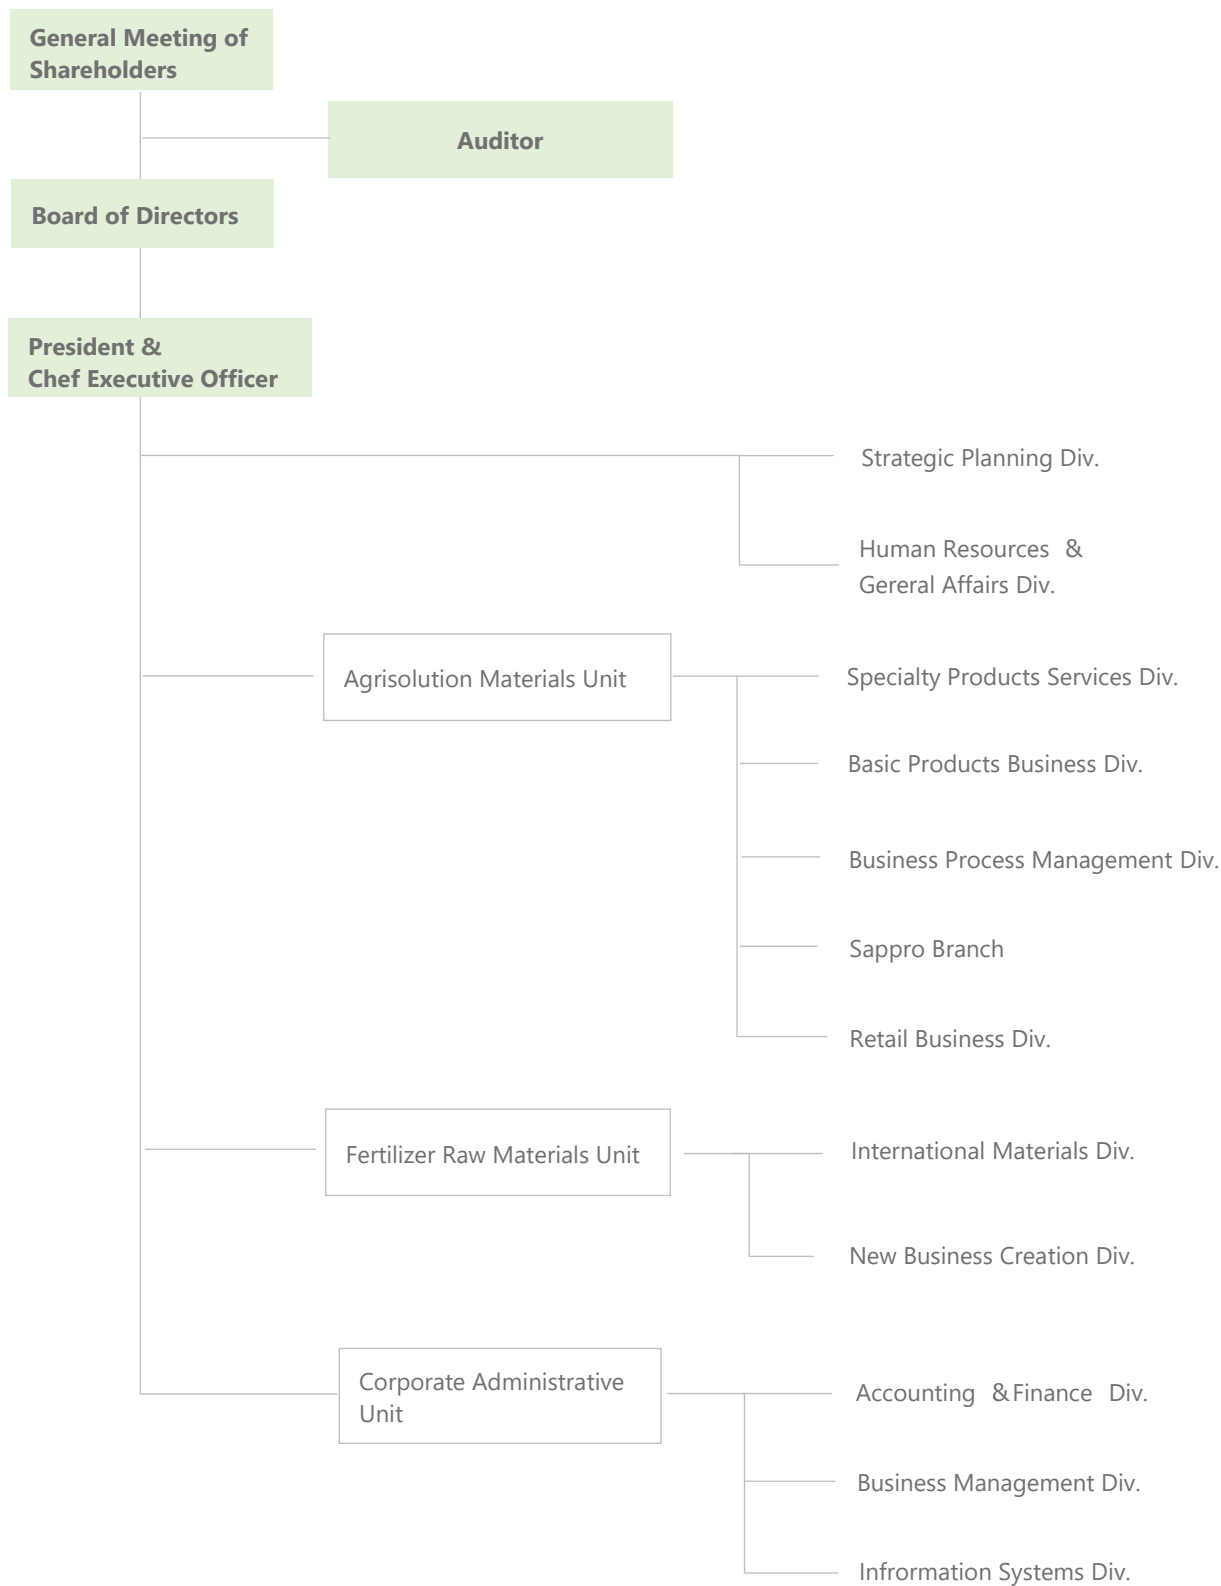 General Meeting of
Shareholders
Auditor
Board of Directors
President &
Chef Executive Officer
Strategic Planning Div.
Human Resources &
Gereral Affairs Div.
Agrisolution Materials Unit
Specialty Products Services Div.
Basic Products Business Div.
Business Process Management Div.
Sappro Branch
Retail Business Div.
Fertilizer Raw Materials Unit
International Materials Div.
New Business Creation Div.
Corporate Administrative
Unit
Accounting &Finance Div.
Business Management Div.
Infrormation Systems Div.